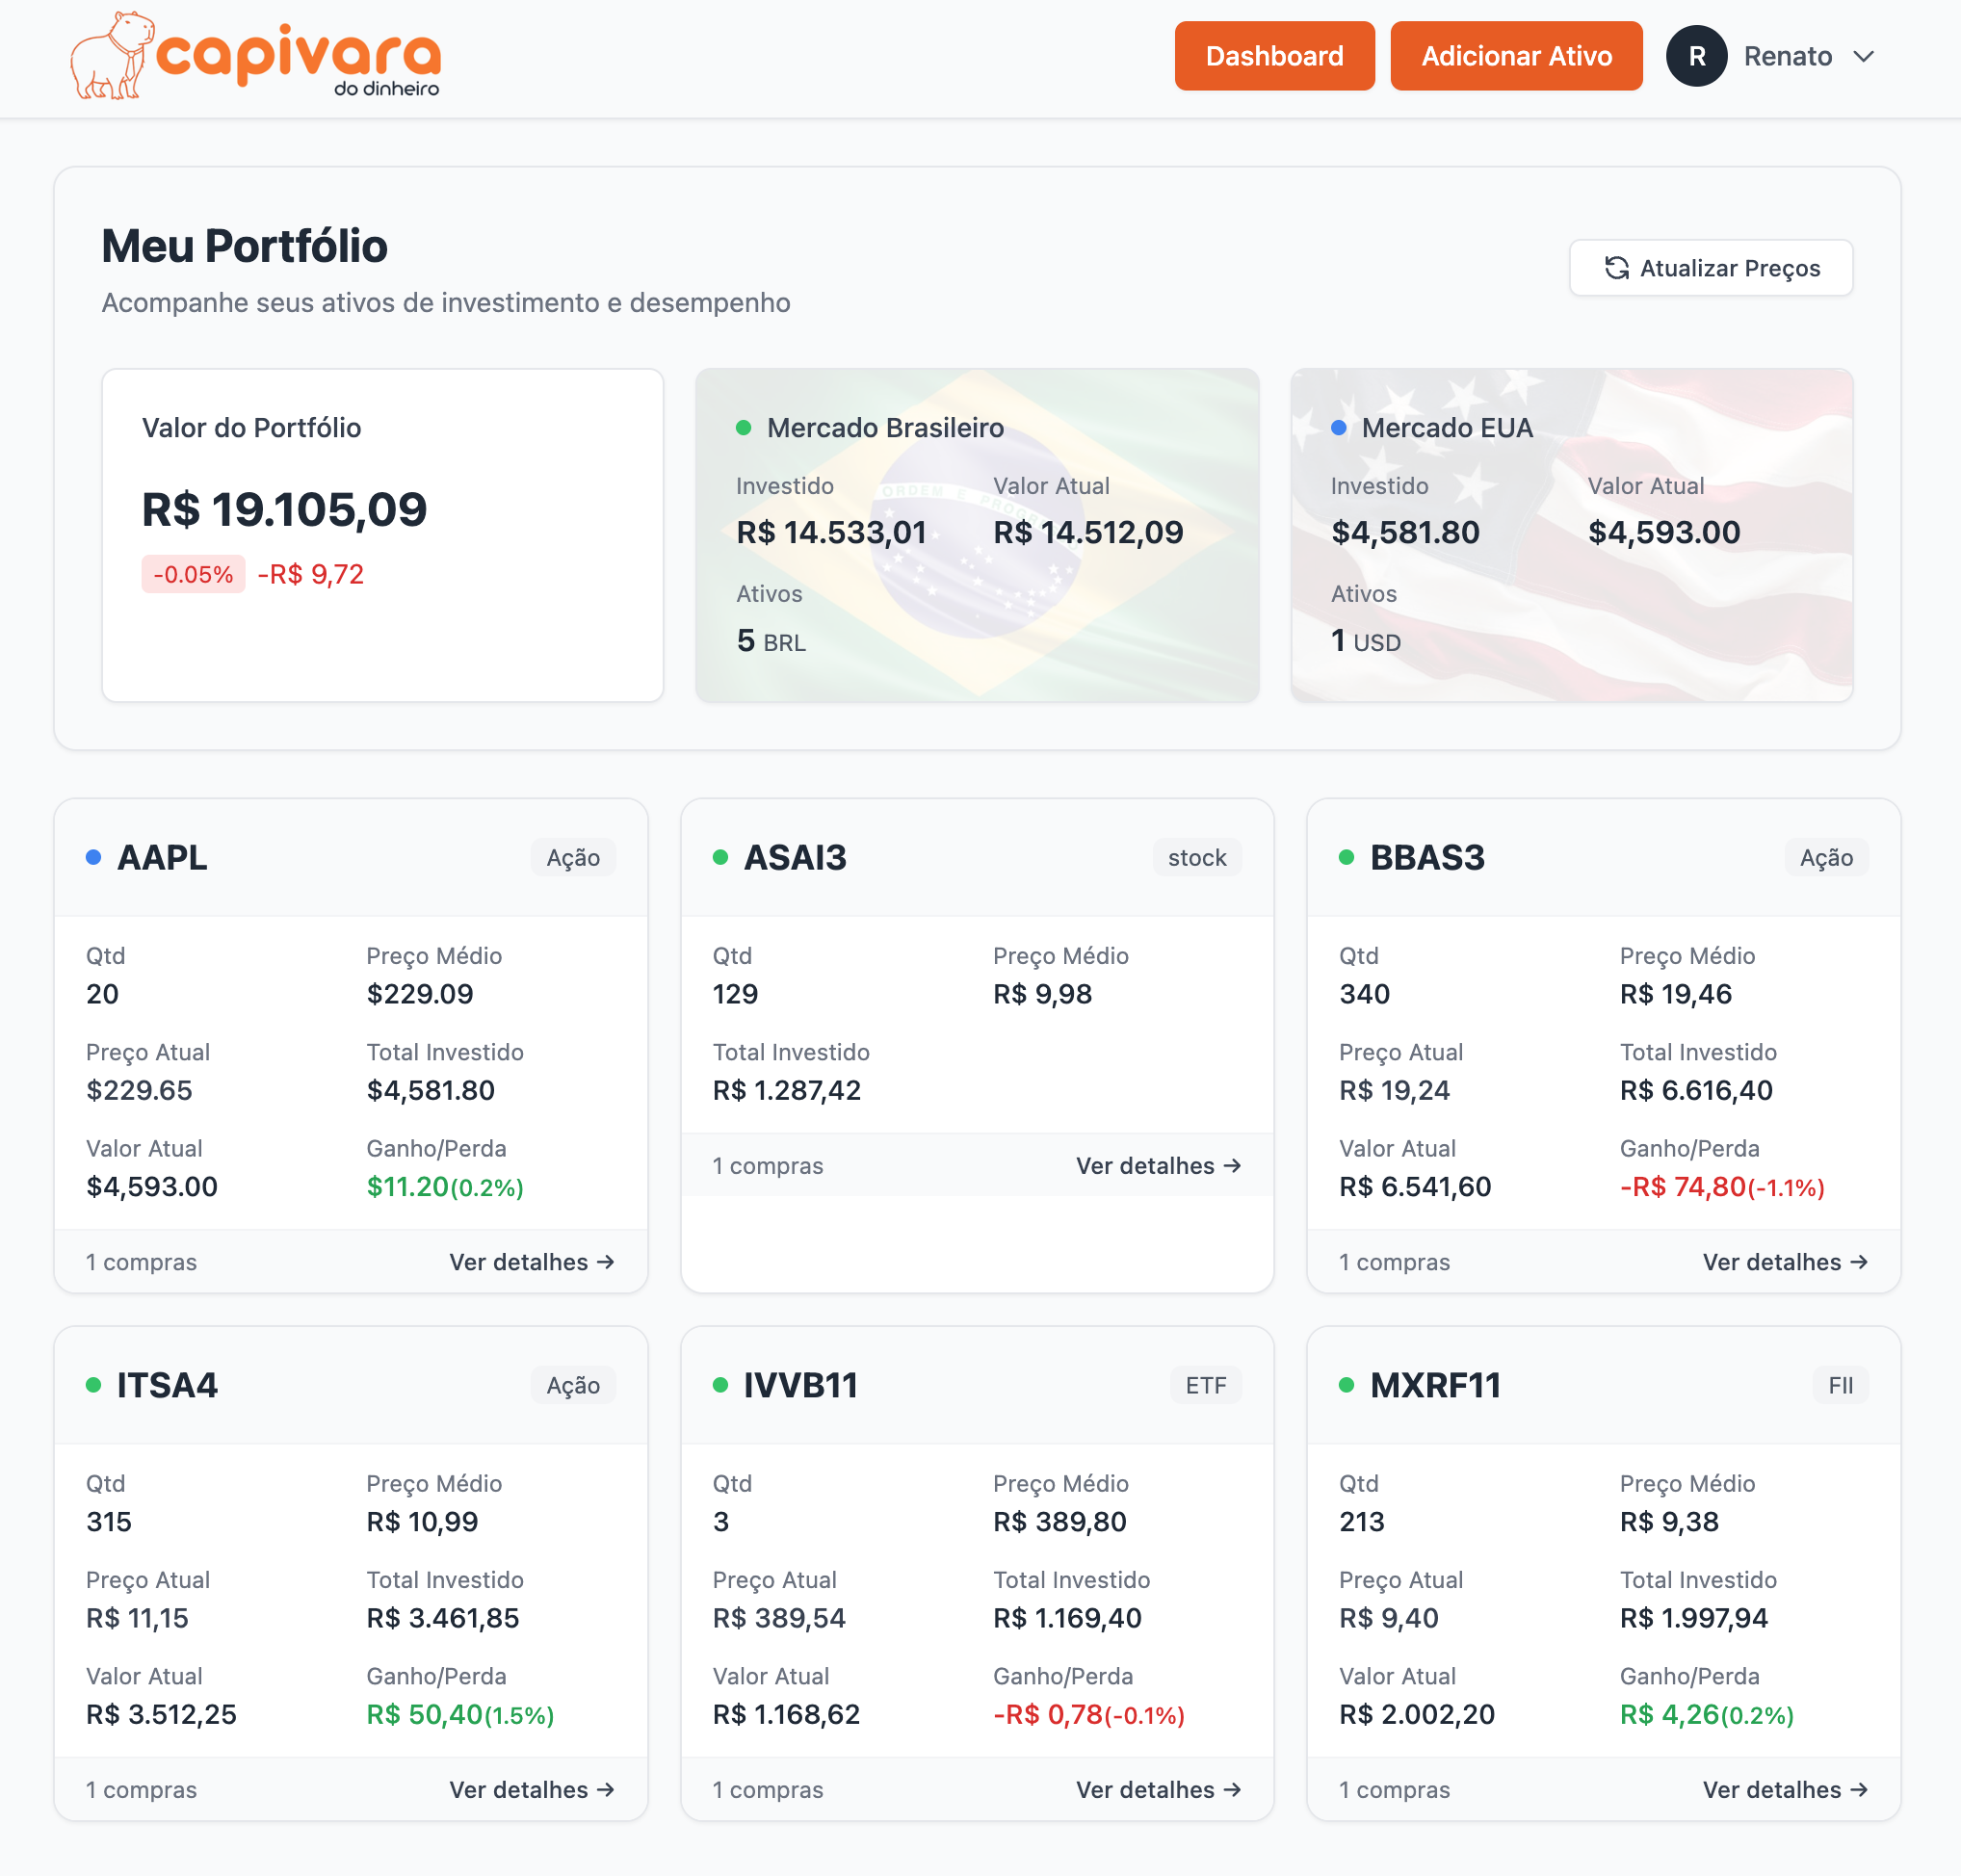 capivara
do dinheiro
Dashboard
Adicionar Ativo
R
Renato
Meu Portfólio
Acompanhe seus ativos de investimento e desempenho
Atualizar Preços
Valor do Portfólio
R$ 19.105,09
-0.05% -R$ 9,72
Mercado Brasileiro
Investido Valor Atual
R$ 14.533,01 R$ 14.512,09
Ativos
5 BRL
ORDEM E PROGR
Mercado EUA
Investido Valor Atual
$4,581.80 $4,593.00
Ativos
1 USD
AAPL Ação
Qtd Preço Médio
20 $229.09
Preço Atual Total Investido
$229.65 $4,581.80
Valor Atual Ganho/Perda
$4,593.00 $11.20(0.2%)
1 compras Ver detalhes →
ASAI3 stock
Qtd Preço Médio
129 R$ 9,98
Total Investido
R$ 1.287,42
1 compras Ver detalhes →
BBAS3 Ação
Qtd Preço Médio
340 R$ 19,46
Preço Atual Total Investido
R$ 19,24 R$ 6.616,40
Valor Atual Ganho/Perda
R$ 6.541,60 -R$ 74,80(-1.1%)
1 compras Ver detalhes →
ITSA4 Ação
Qtd Preço Médio
315 R$ 10,99
Preço Atual Total Investido
R$ 11,15 R$ 3.461,85
Valor Atual Ganho/Perda
R$ 3.512,25 R$ 50,40(1.5%)
1 compras Ver detalhes →
IVVB11 ETF
Qtd Preço Médio
3 R$ 389,80
Preço Atual Total Investido
R$ 389,54 R$ 1.169,40
Valor Atual Ganho/Perda
R$ 1.168,62 -R$ 0,78(-0.1%)
1 compras Ver detalhes →
MXRF11 FII
Qtd Preço Médio
213 R$ 9,38
Preço Atual Total Investido
R$ 9,40 R$ 1.997,94
Valor Atual Ganho/Perda
R$ 2.002,20 R$ 4,26(0.2%)
1 compras Ver detalhes →